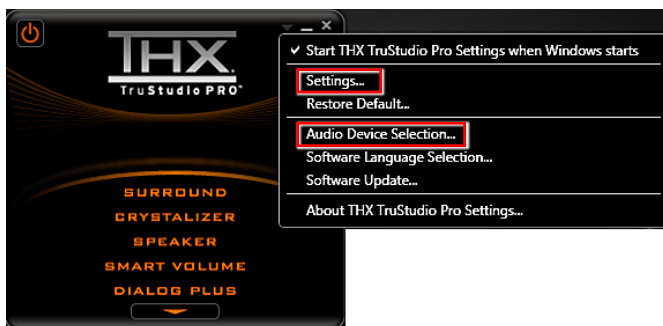 THX
TruStudio PRO™
SURROUND
CRYSTALIZER
SPEAKER
SMART VOLUME
DIALOG PLUS
Start THX TruStudio Pro Settings when Windows starts
Settings...
Restore Default...
Audio Device Selection...
Software Language Selection...
Software Update...
About THX TruStudio Pro Settings...